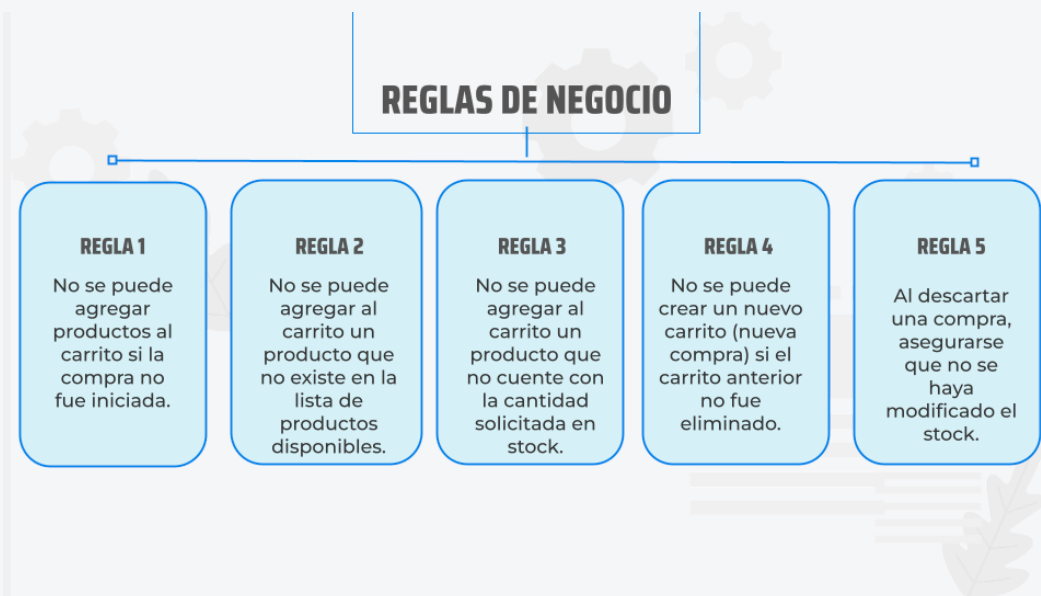 REGLAS DE NEGOCIO
REGLA 1
No se puede
agregar
productos al
carrito si la
compra no
fue iniciada.
REGLA 2
No se puede
agregar al
carrito un
producto que
no existe en la
lista de
productos
disponibles.
REGLA 3
No se puede
agregar al
carrito un
producto que
no cuente con
la cantidad
solicitada en
stock.
REGLA 4
No se puede
crear un nuevo
carrito (nueva
compra) si el
carrito anterior
no fue
eliminado.
REGLA 5
Al descartar
una compra,
asegurarse
que no se
haya
modificado el
stock.